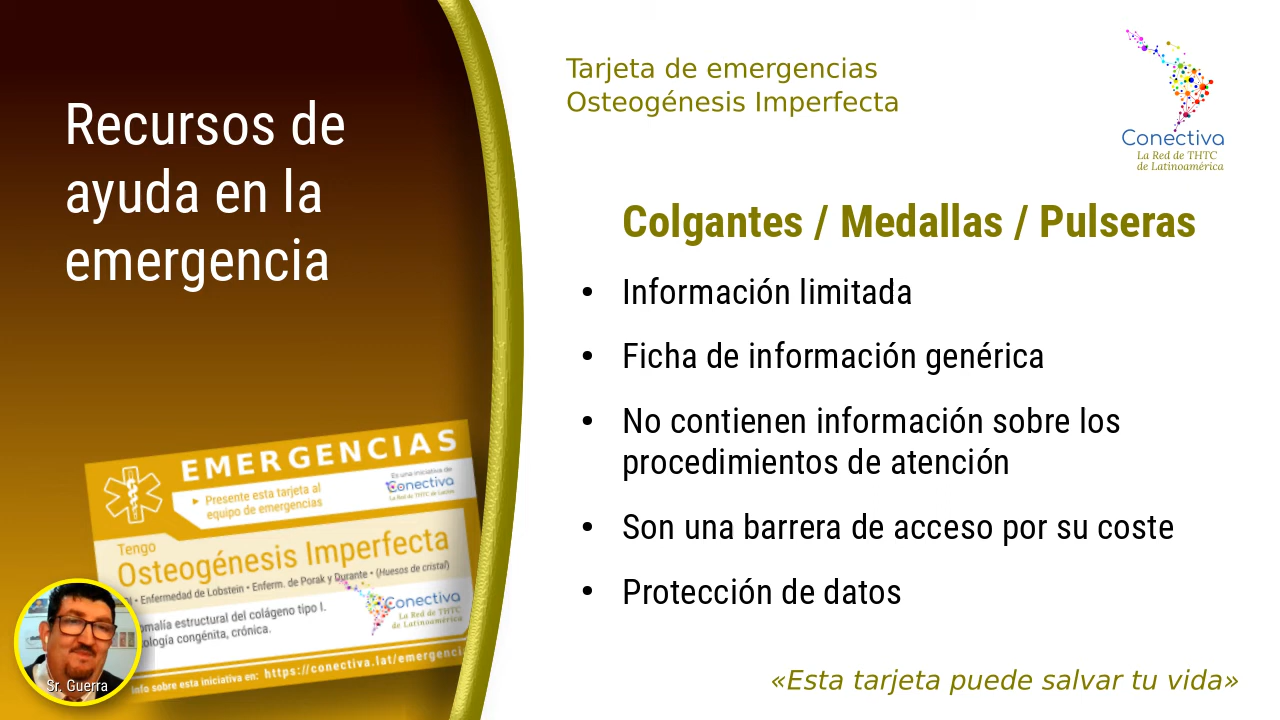 Recursos de
ayuda en la
emergencia
Tarjeta de emergencias
Osteogénesis Imperfecta
Conectiva
La Red de THTC
de Latinoamérica
Colgantes / Medallas / Pulseras
• Información limitada
• Ficha de información genérica
• No contienen información sobre los
procedimientos de atención
• Son una barrera de acceso por su coste
• Protección de datos
«Esta tarjeta puede salvar tu vida»
EMERGENCIAS
▸ Presente esta tarjeta al
equipo de emergencias
Es una iniciativa de
Conectiva
Tengo
Osteogénesis Imperfecta
• Enfermedad de Lobstein • Enferm. de Porak y Durante • (Huesos de cristal)
estructural del colágeno tipo I.
congénita, crónica.
Conectiva
La Red de THTC
de Latinoamérica
Info sobre esta iniciativa en: https://conectiva.lat/emergencia
Sr. Guerra